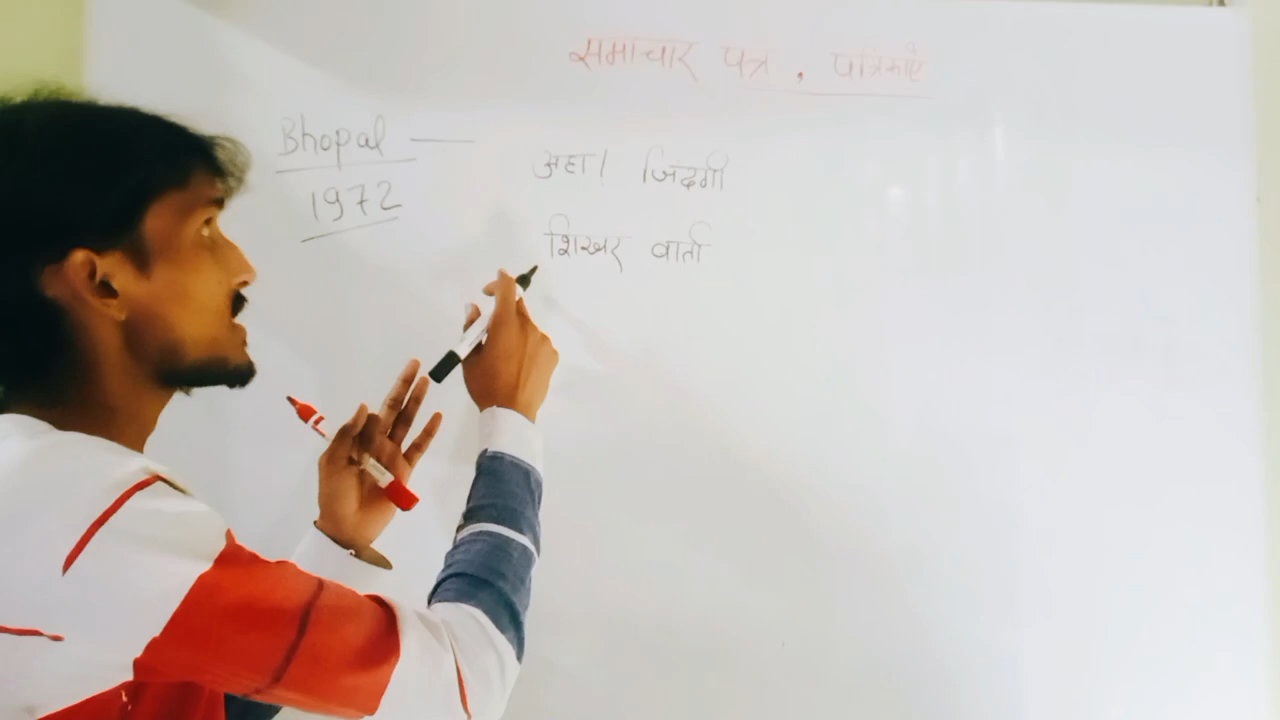 समाचार पत्र , पत्रिकाएँ
Bhopal — अहा! जिंदगी
1972
शिखर वार्ता